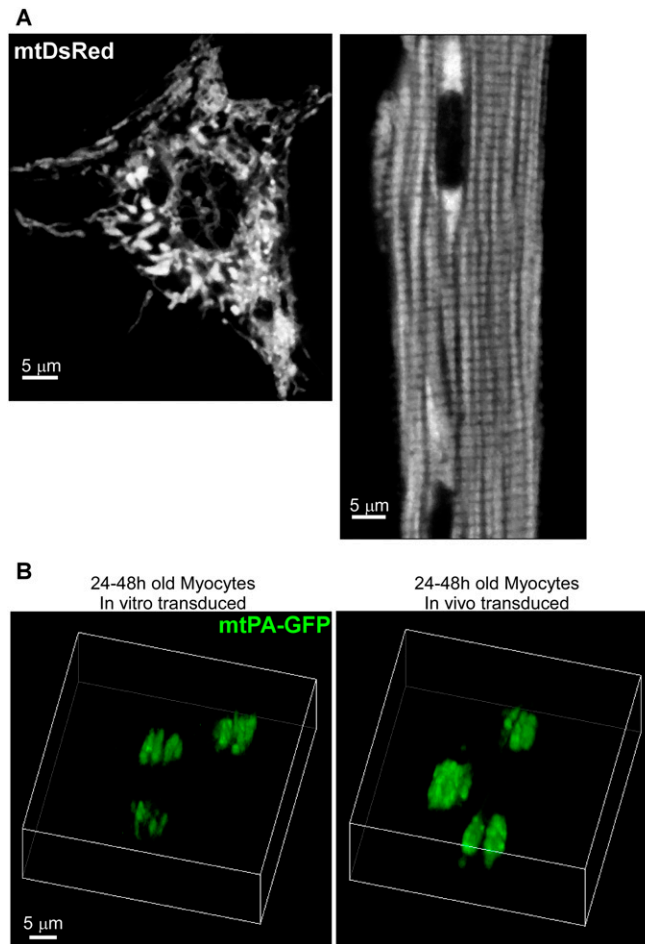 A
mtDsRed
5 μm
5 μm
B
24-48h old Myocytes
In vitro transduced
24-48h old Myocytes
In vivo transduced
mtPA-GFP
5 μm